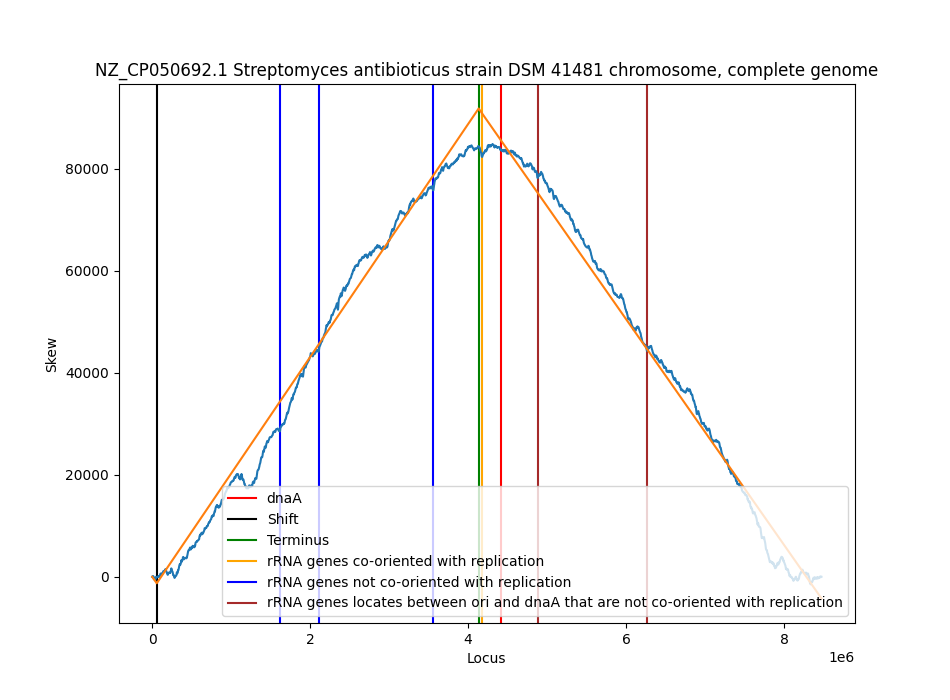 NZ_CP050692.1 Streptomyces antibioticus strain DSM 41481 chromosome, complete genome
80000
60000
40000
20000
0
Skew
dnaA
Shift
Terminus
rRNA genes co-oriented with replication
rRNA genes not co-oriented with replication
rRNA genes locates between ori and dnaA that are not co-oriented with replication
0 2 4 6 8
1e6
Locus